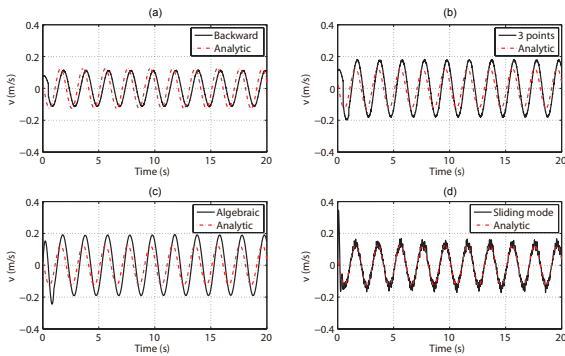 (a)
Backward
Analytic
v (m/s)
0.4
0.2
0
−0.2
−0.4
0 5 10 15 20
Time (s)
(b)
3 points
Analytic
v (m/s)
0.4
0.2
0
−0.2
−0.4
0 5 10 15 20
Time (s)
(c)
Algebraic
Analytic
v (m/s)
0.4
0.2
0
−0.2
−0.4
0 5 10 15 20
Time (s)
(d)
Sliding mode
Analytic
v (m/s)
0.4
0.2
0
−0.2
−0.4
0 5 10 15 20
Time (s)